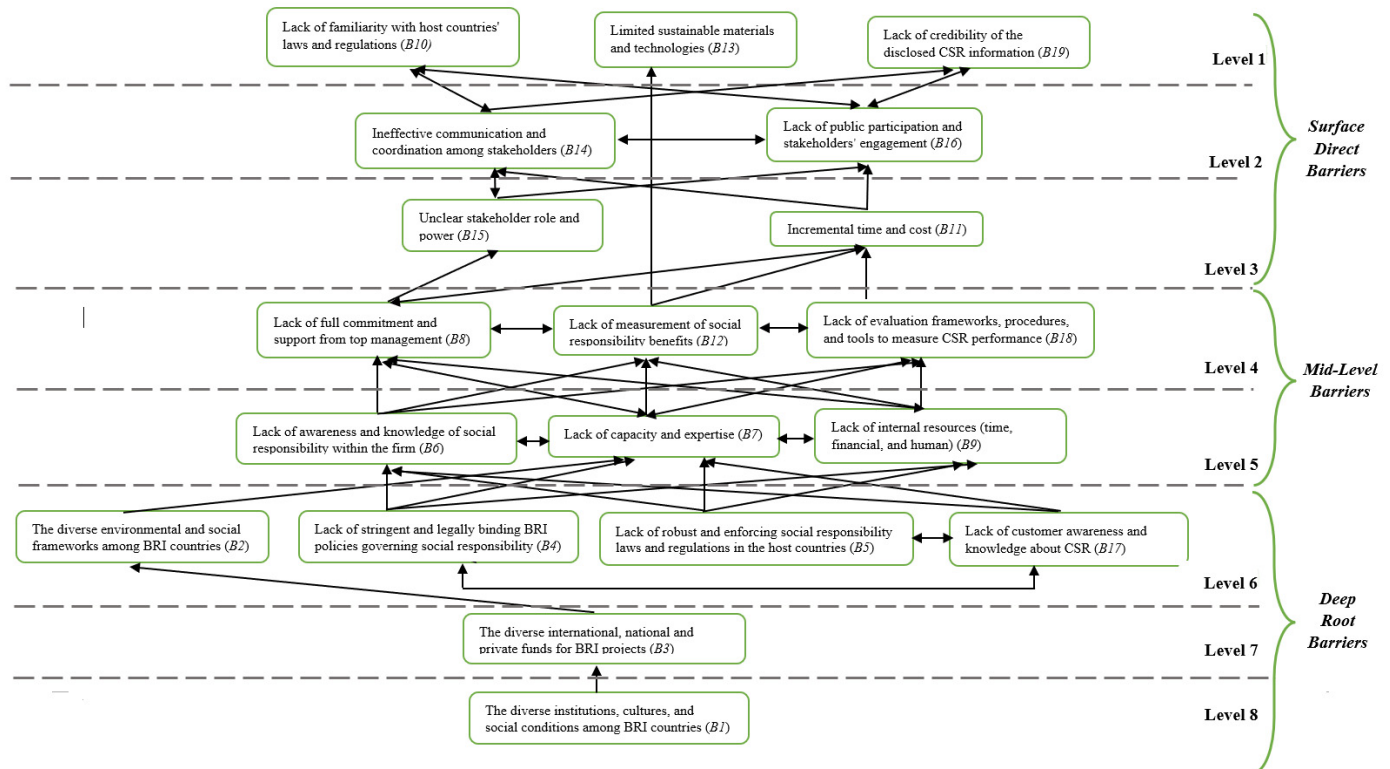 Lack of familiarity with host countries'
laws and regulations (B10)
Limited sustainable materials
and technologies (B13)
Lack of credibility of the
disclosed CSR information (B19)
Level 1
Ineffective communication and
coordination among stakeholders (B14)
Lack of public participation and
stakeholders' engagement (B16)
Level 2
Surface
Direct
Barriers
Unclear stakeholder role and
power (B15)
Incremental time and cost (B11)
Level 3
Lack of full commitment and
support from top management (B8)
Lack of measurement of social
responsibility benefits (B12)
Lack of evaluation frameworks, procedures,
and tools to measure CSR performance (B18)
Level 4
Mid-Level
Barriers
Lack of awareness and knowledge of social
responsibility within the firm (B6)
Lack of capacity and expertise (B7)
Lack of internal resources (time,
financial, and human) (B9)
Level 5
The diverse environmental and social
frameworks among BRI countries (B2)
Lack of stringent and legally binding BRI
policies governing social responsibility (B4)
Lack of robust and enforcing social responsibility
laws and regulations in the host countries (B5)
Lack of customer awareness and
knowledge about CSR (B17)
Level 6
Deep
Root
Barriers
The diverse international, national and
private funds for BRI projects (B3)
Level 7
The diverse institutions, cultures, and
social conditions among BRI countries (B1)
Level 8